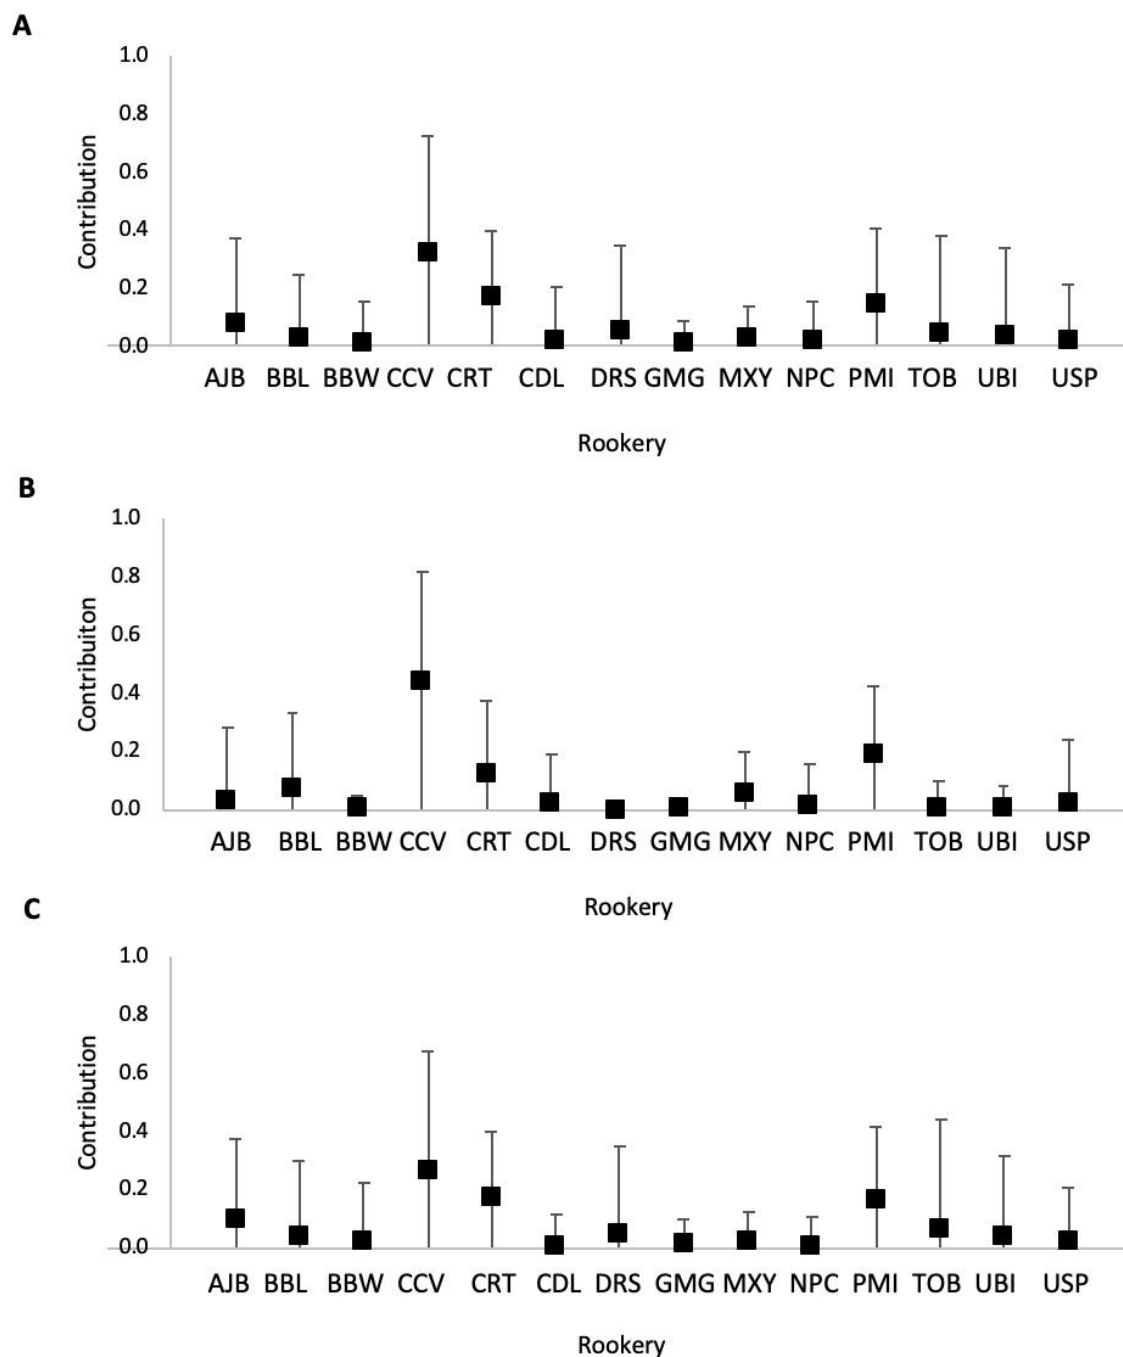 A
1.0
0.8
0.6
0.4
0.2
0.0
Contribution
AJB BBL BBW CCV CRT CDL DRS GMG MXY NPC PMI TOB UBI USP
Rookery
B
1.0
0.8
0.6
0.4
0.2
0.0
Contribuiton
AJB BBL BBW CCV CRT CDL DRS GMG MXY NPC PMI TOB UBI USP
Rookery
C
1.0
0.8
0.6
0.4
0.2
0.0
Contribution
AJB BBL BBW CCV CRT CDL DRS GMG MXY NPC PMI TOB UBI USP
Rookery